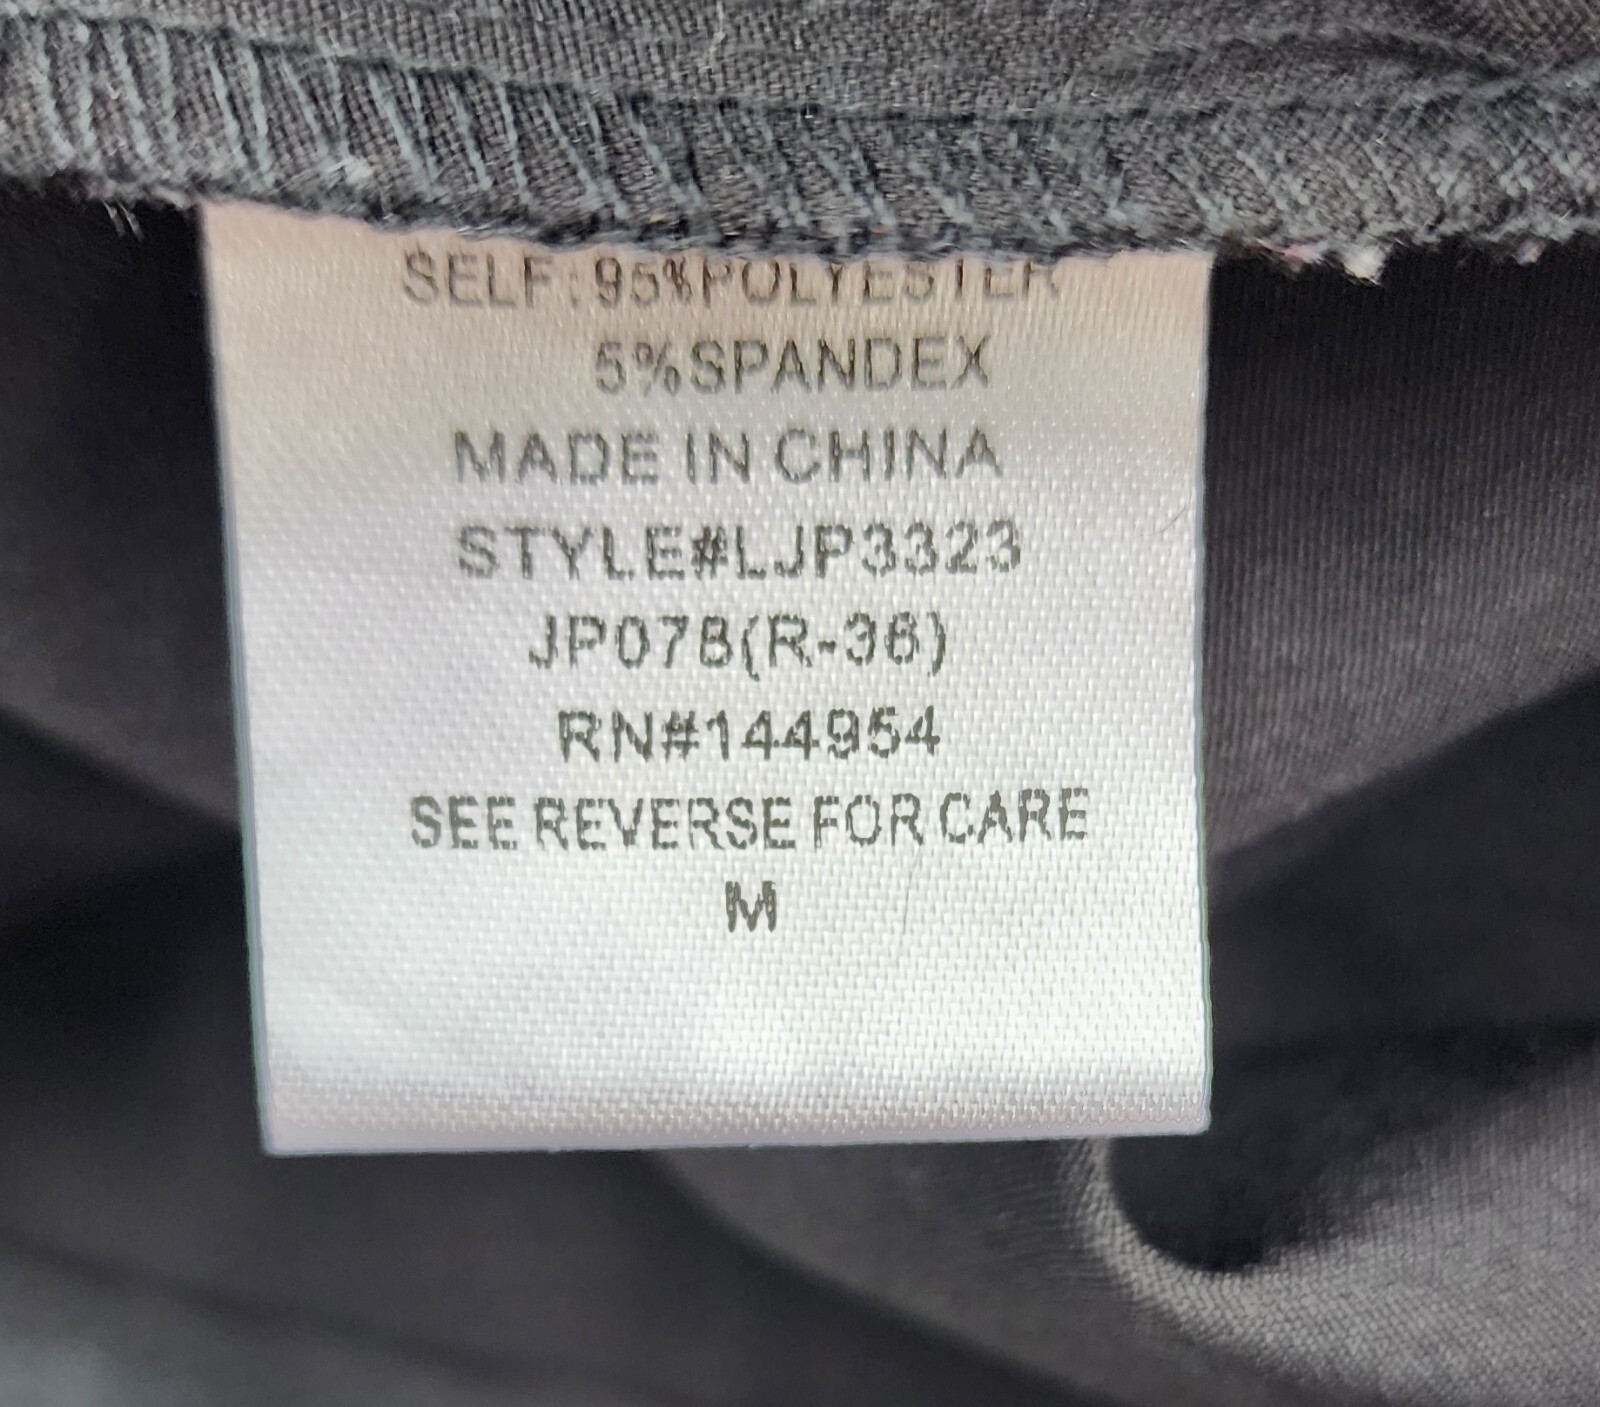 SELF:95%POLYESTER
5%SPANDEX
MADE IN CHINA
STYLE#LJP3323
JP078(R-36)
RN#144954
SEE REVERSE FOR CARE
M